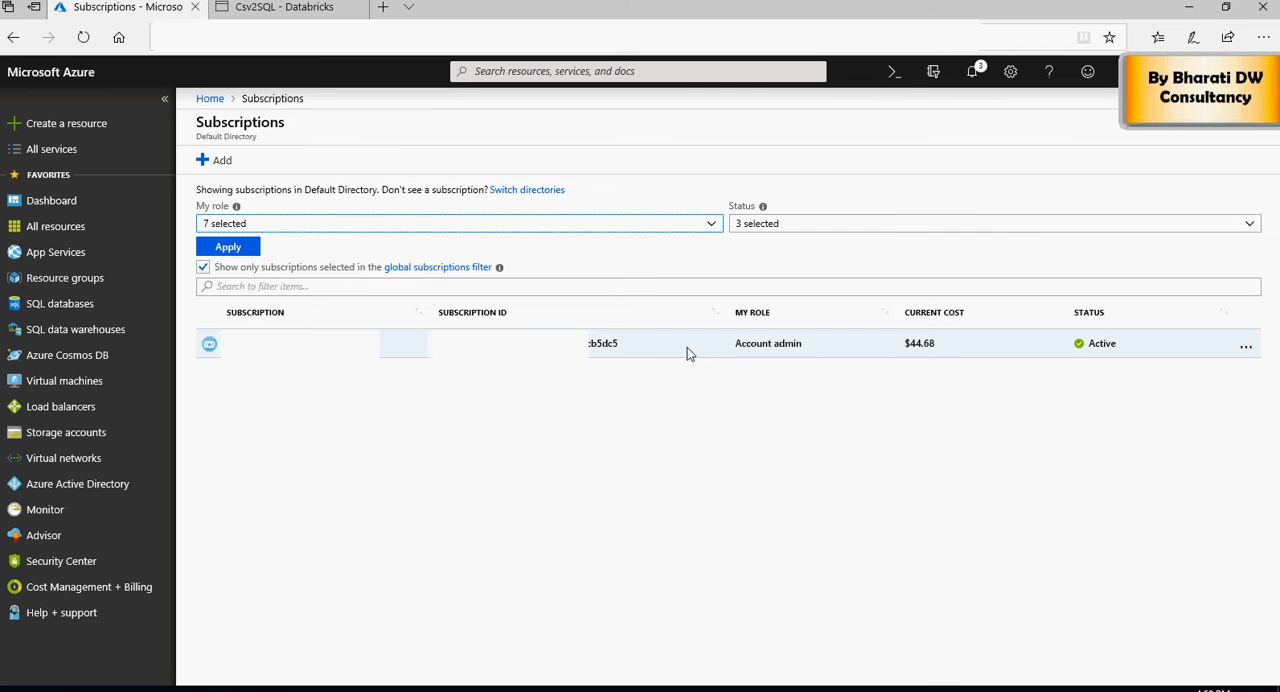 Subscriptions - Microso
Csv2SQL - Databricks
Microsoft Azure
Search resources, services, and docs
3
By Bharati DW
Consultancy
Create a resource
All services
FAVORITES
Dashboard
All resources
App Services
Resource groups
SQL databases
SQL data warehouses
Azure Cosmos DB
Virtual machines
Load balancers
Storage accounts
Virtual networks
Azure Active Directory
Monitor
Advisor
Security Center
Cost Management + Billing
Help + support
Home > Subscriptions
Subscriptions
Default Directory
Add
Showing subscriptions in Default Directory. Don't see a subscription? Switch directories
My role
Status
7 selected
3 selected
Apply
Show only subscriptions selected in the global subscriptions filter
Search to filter items...
SUBSCRIPTION SUBSCRIPTION ID MY ROLE CURRENT COST STATUS
b5dc5 Account admin $44.68 Active